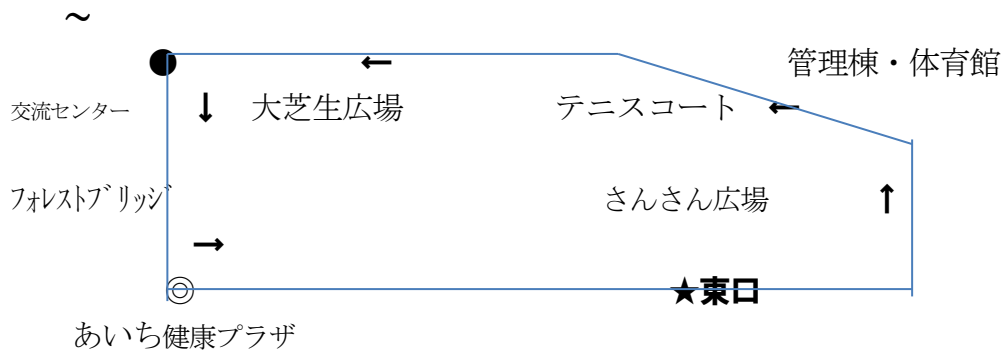 ～
● ← 管理棟・体育館
交流センター ↓ 大芝生広場 テニスコート ←
フォレストブリッジ さんさん広場 ↑
→
◎ ★東口
あいち健康プラザ